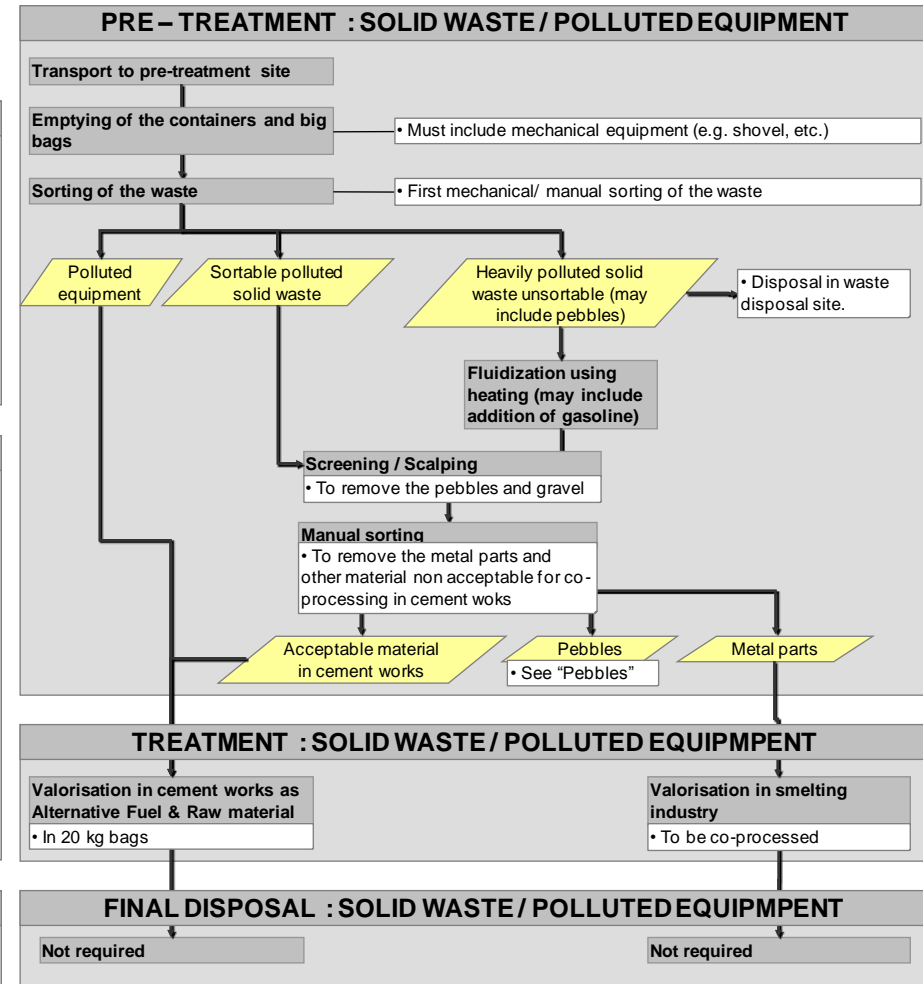 PRE – TREATMENT : SOLID WASTE / POLLUTED EQUIPMENT
Transport to pre-treatment site
Emptying of the containers and big
bags
• Must include mechanical equipment (e.g. shovel, etc.)
Sorting of the waste
• First mechanical/ manual sorting of the waste
Polluted
equipment
Sortable polluted
solid waste
Heavily polluted solid
waste unsortable (may
include pebbles)
• Disposal in waste
disposal site.
Fluidization using
heating (may include
addition of gasoline)
Screening / Scalping
• To remove the pebbles and gravel
Manual sorting
• To remove the metal parts and
other material non acceptable for co-
processing in cement woks
Acceptable material
in cement works
Pebbles
• See “Pebbles”
Metal parts
TREATMENT : SOLID WASTE / POLLUTED EQUIPMPENT
Valorisation in cement works as
Alternative Fuel & Raw material
• In 20 kg bags
Valorisation in smelting
industry
• To be co-processed
FINAL DISPOSAL : SOLID WASTE / POLLUTED EQUIPMPENT
Not required
Not required